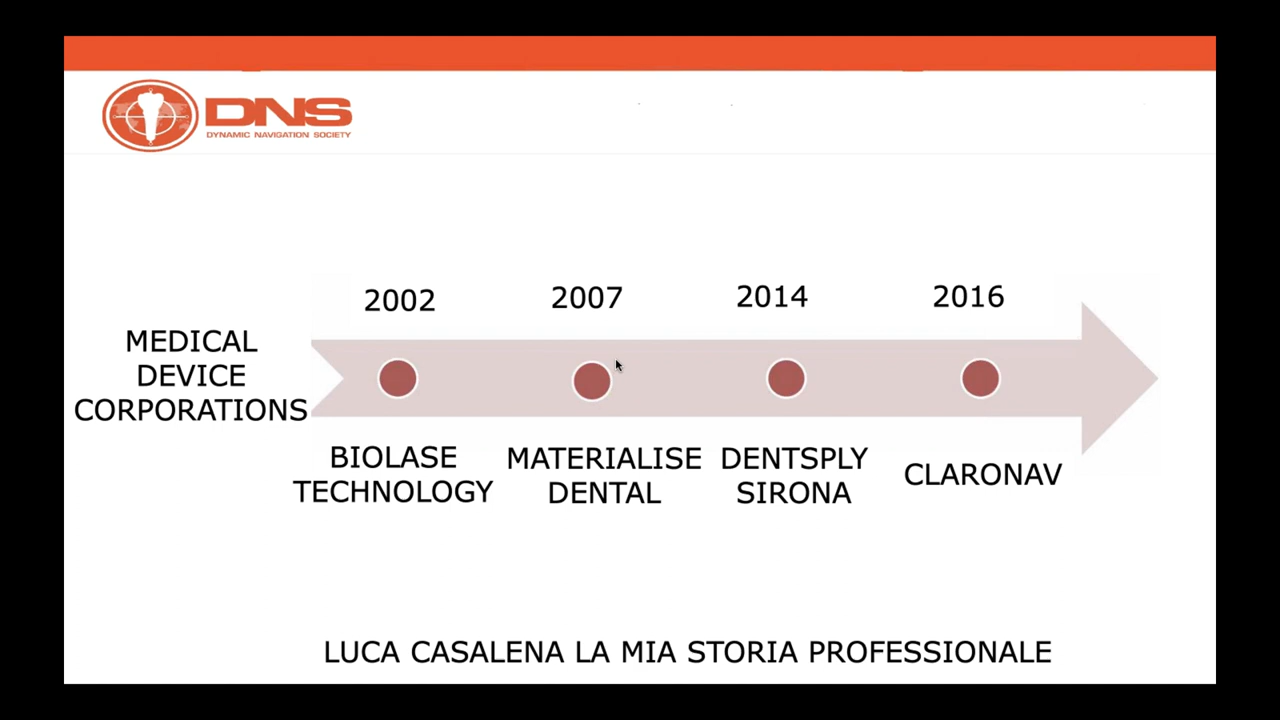 DNS
DYNAMIC NAVIGATION SOCIETY
2002
2007
2014
2016
MEDICAL
DEVICE
CORPORATIONS
BIOLASE
TECHNOLOGY
MATERIALISE
DENTAL
DENTSPLY
SIRONA
CLARONAV
LUCA CASALENA LA MIA STORIA PROFESSIONALE